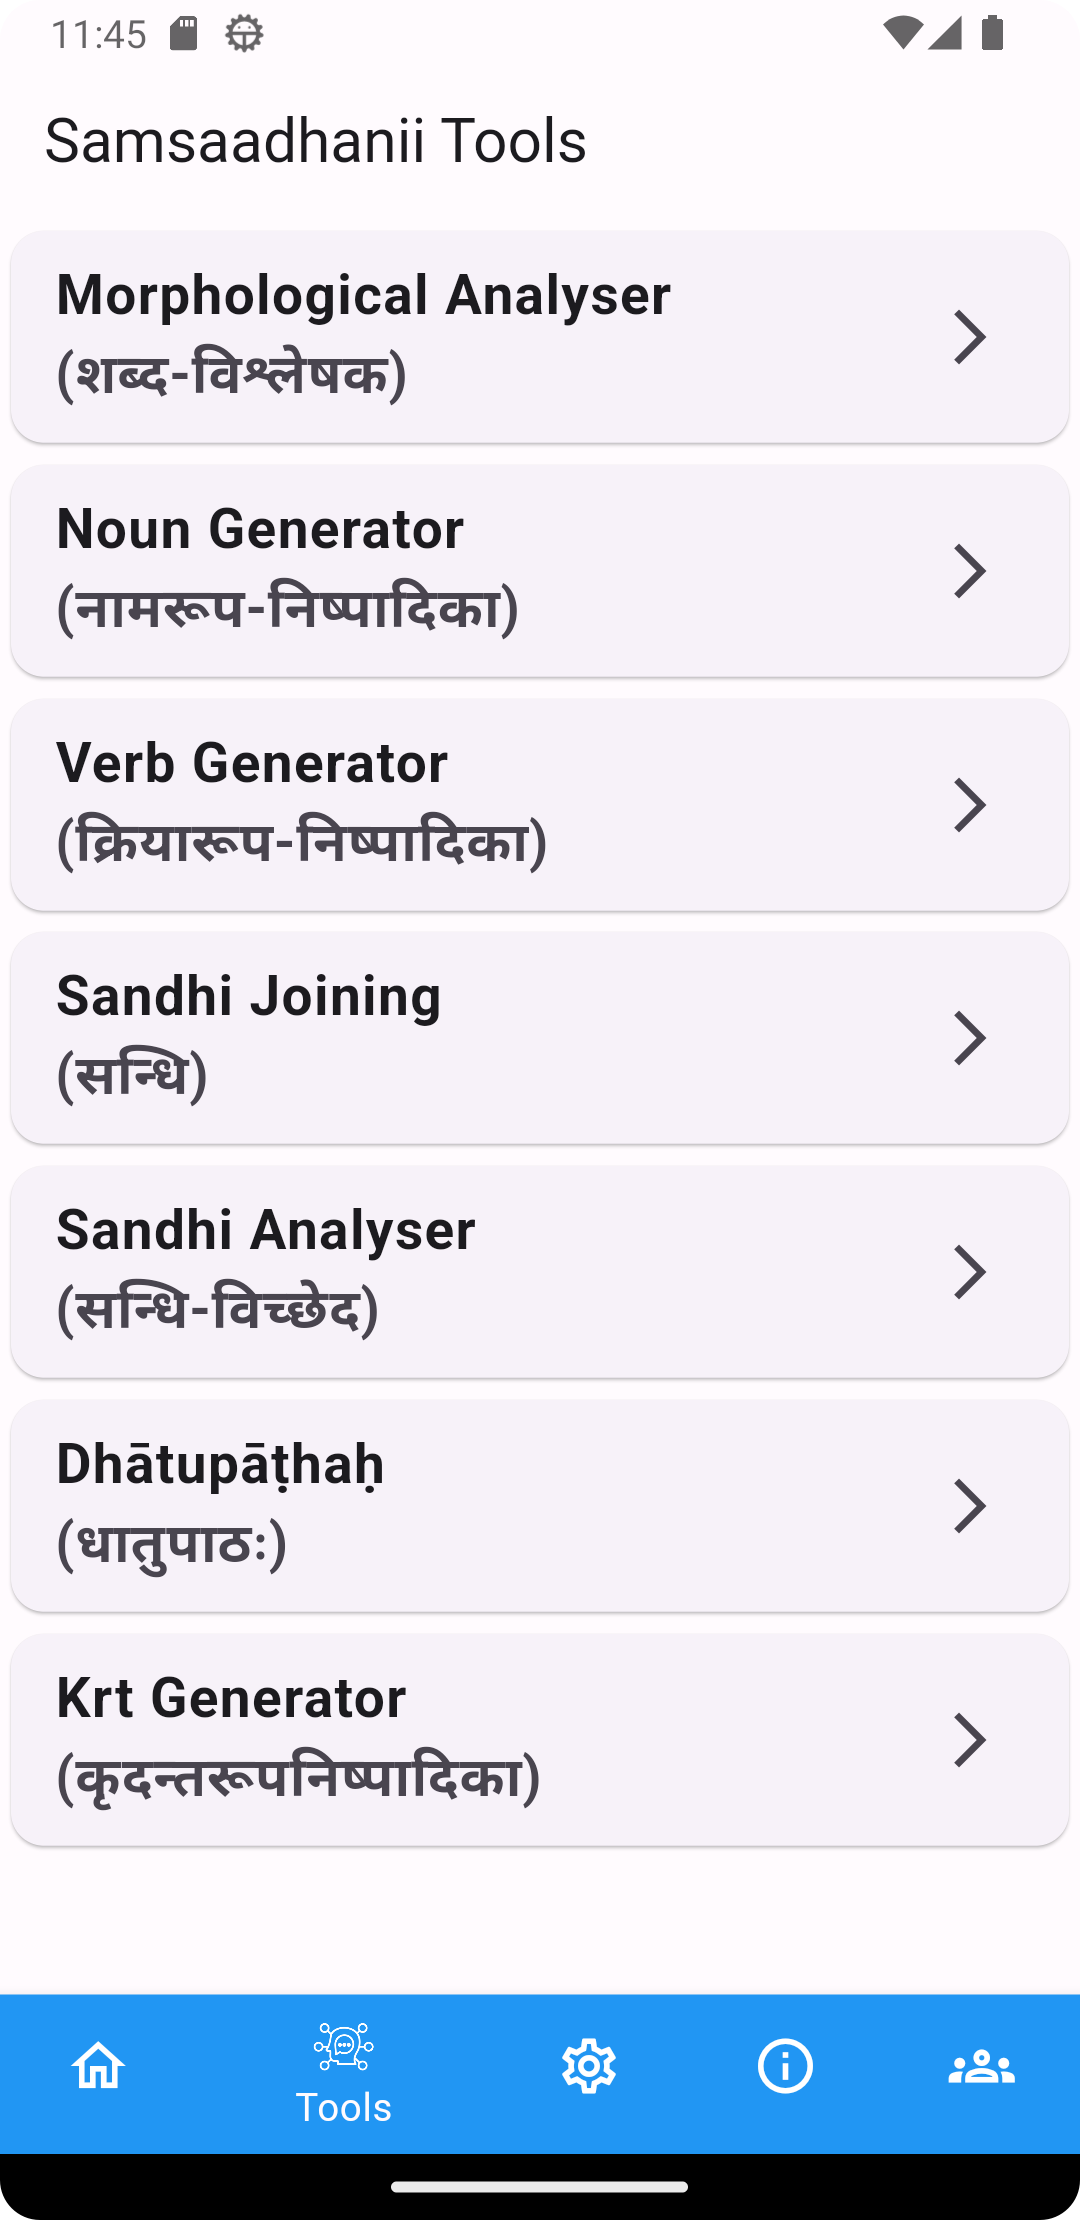 11:45
Samsaadhanii Tools
Morphological Analyser
(शब्द-विश्लेषक)
Noun Generator
(नामरूप-निष्पादिका)
Verb Generator
(क्रियारूप-निष्पादिका)
Sandhi Joining
(सन्धि)
Sandhi Analyser
(सन्धि-विच्छेद)
Dhātupāṭhaḥ
(धातुपाठः)
Krt Generator
(कृदन्तरूपनिष्पादिका)
Tools